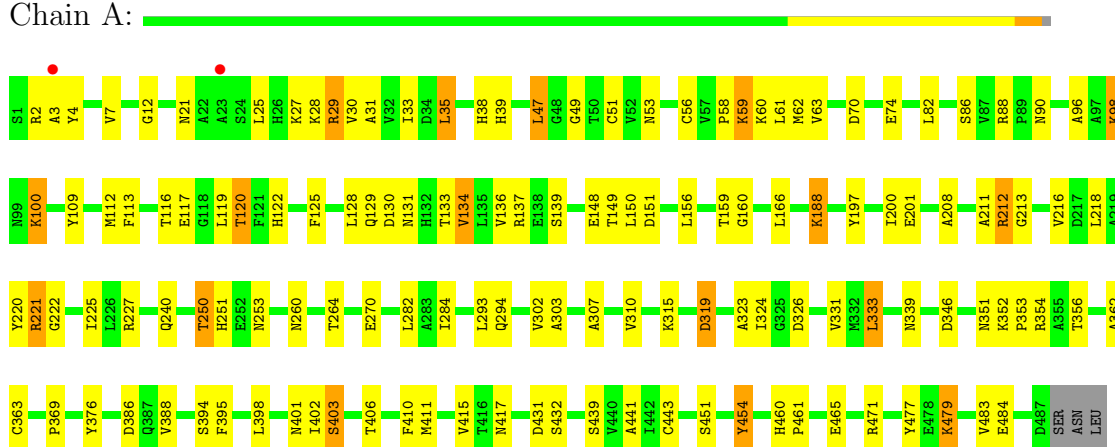 Chain A:
S1 R2 A3 Y4 V7 G12 N21 A22 A23 S24 L25 H26 K27 K28 R29 V30 A31 V32 I33 D34 L35 H38 H39 L47 G48 G49 T50 C51 V52 N53 C56 V57 P58 K59 K60 L61 M62 V63 D70 E74 L82 S86 V87 R88 P89 N90 A96 A97 K98
N99 K100 Y109 M112 F113 T116 E117 G118 L119 T120 F121 H122 F125 L128 Q129 D130 N131 H132 T133 V134 L135 V136 R137 E138 S139 E148 T149 L150 D151 L156 T159 G160 L166 K188 Y197 I200 E201 A208 A211 R212 G213 V216 D217 L218 A219
Y220 R221 G222 I225 L226 R227 Q240 T250 H251 E252 N253 N260 T264 E270 L282 A283 I284 L293 Q294 V302 A303 A307 V310 K315 D319 A323 I324 G325 D326 V331 M332 L333 N339 D346 N351 K352 P353 R354 A355 T356
C363 P369 Y376 D386 Q387 V388 S394 F395 L398 N401 I402 S403 T406 F410 M411 V415 T416 N417 D431 S432 S439 V440 A441 I442 C443 S451 Y454 H460 P461 E465 R471 Y477 E478 K479 V483 E484 D487 SER ASN LEU